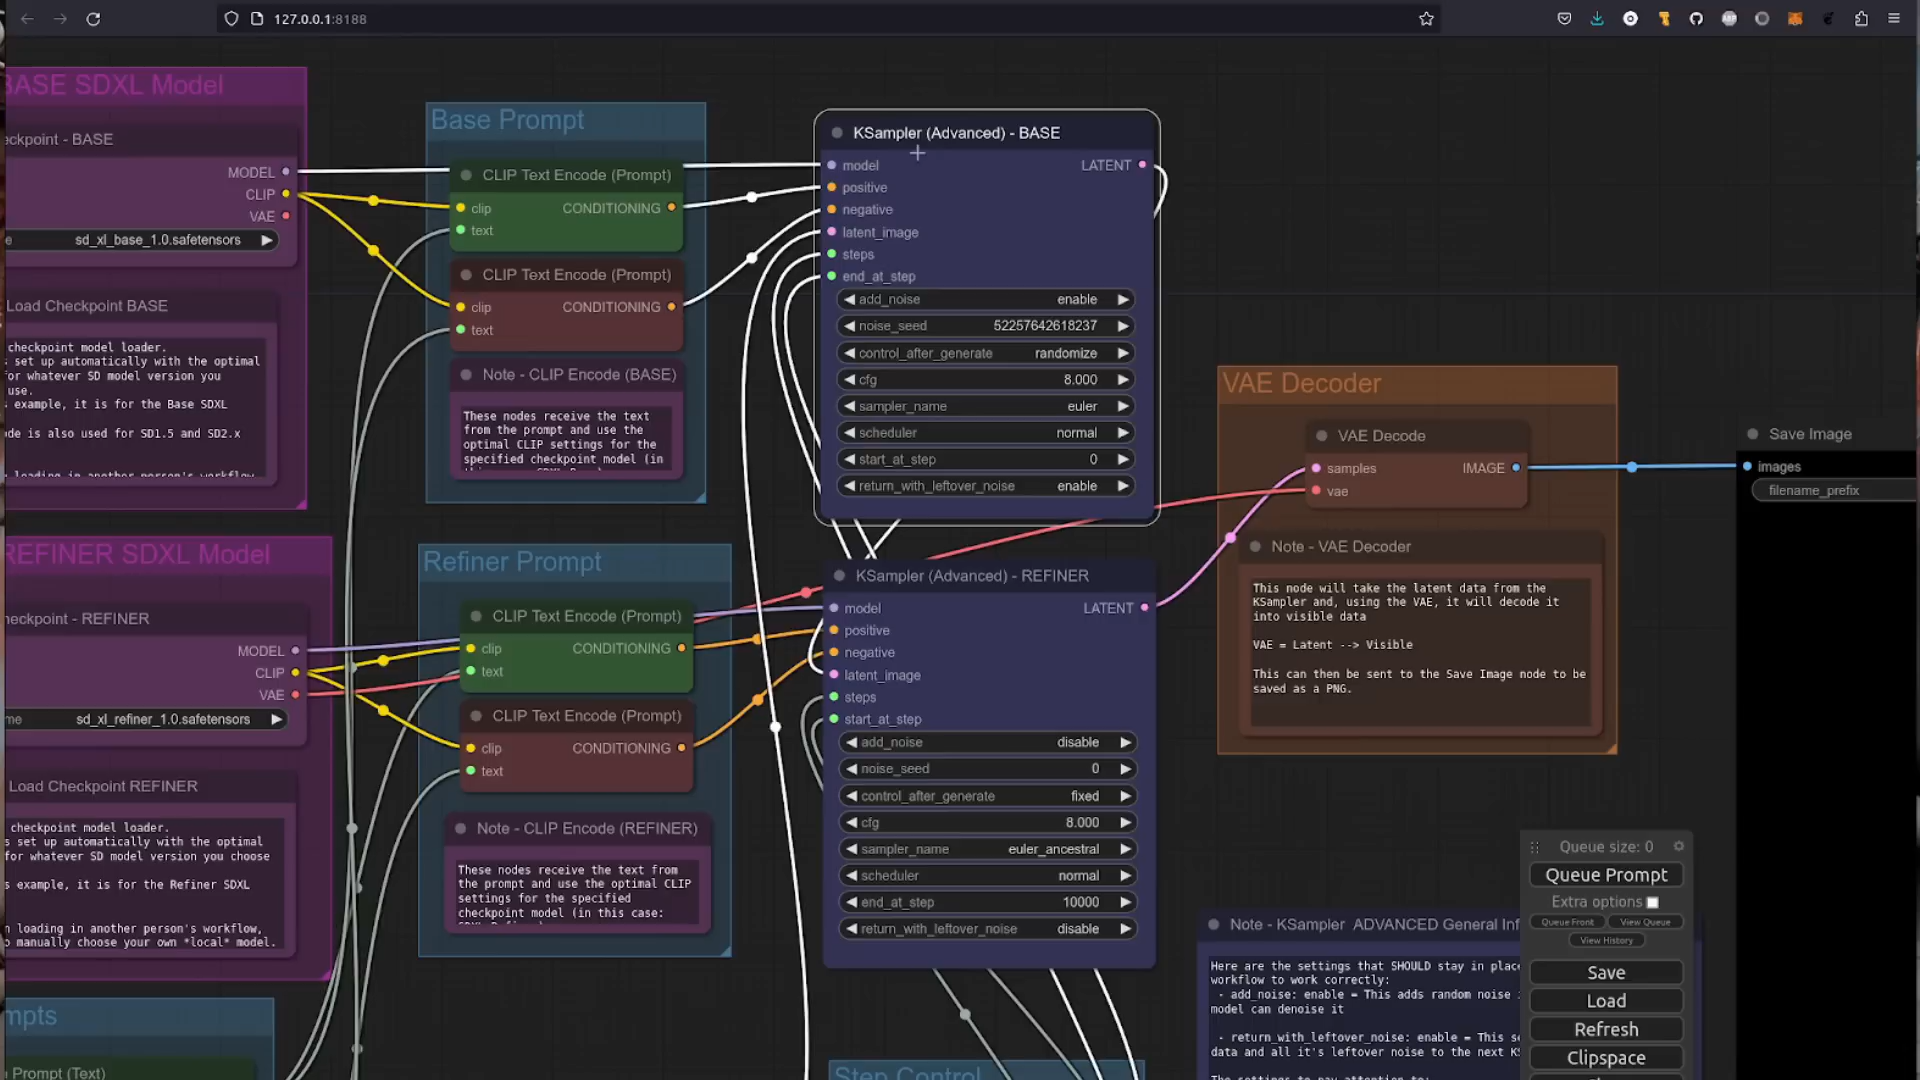 127.0.0.1:8188
BASE SDXL Model
eckpoint - BASE
MODEL
CLIP
VAE
sd_xl_base_1.0.safetensors
Load Checkpoint BASE
checkpoint model loader.
set up automatically with the optimal
for whatever SD model version you
use.
example, it is for the Base SDXL
de is also used for SD1.5 and SD2.x
loading in another person's workflow
REFINER SDXL Model
heckpoint - REFINER
MODEL
CLIP
VAE
me
sd_xl_refiner_1.0.safetensors
Load Checkpoint REFINER
checkpoint model loader.
set up automatically with the optimal
for whatever SD model version you choose
s example, it is for the Refiner SDXL
n loading in another person's workflow,
o manually choose your own *local* model.
mpts
Prompt (Text)
Base Prompt
CLIP Text Encode (Prompt)
clip
CONDITIONING
text
CLIP Text Encode (Prompt)
clip
CONDITIONING
text
Note - CLIP Encode (BASE)
These nodes receive the text
from the prompt and use the
optimal CLIP settings for the
specified checkpoint model (in
Refiner Prompt
CLIP Text Encode (Prompt)
clip
CONDITIONING
text
CLIP Text Encode (Prompt)
clip
CONDITIONING
text
Note - CLIP Encode (REFINER)
These nodes receive the text from
the prompt and use the optimal CLIP
settings for the specified
checkpoint model (in this case:
KSampler (Advanced) - BASE
model
LATENT
positive
negative
latent_image
steps
end_at_step
add_noise enable
noise_seed 52257642618237
control_after_generate randomize
cfg 8.000
sampler_name euler
scheduler normal
start_at_step 0
return_with_leftover_noise enable
KSampler (Advanced) - REFINER
model
LATENT
positive
negative
latent_image
steps
start_at_step
add_noise disable
noise_seed 0
control_after_generate fixed
cfg 8.000
sampler_name euler_ancestral
scheduler normal
end_at_step 10000
return_with_leftover_noise disable
Step Control
VAE Decoder
VAE Decode
samples
IMAGE
vae
Note - VAE Decoder
This node will take the latent data from the
KSampler and, using the VAE, it will decode it
into visible data
VAE = Latent --> Visible
This can then be sent to the Save Image node to be
saved as a PNG.
Save Image
images
filename_prefix
Note - KSampler ADVANCED General Inf
Here are the settings that SHOULD stay in place
workflow to work correctly:
- add_noise: enable = This adds random noise
model can denoise it
- return_with_leftover_noise: enable = This se
data and all it's leftover noise to the next KS
The settings to pay attention to:
Queue size: 0
Queue Prompt
Extra options
Queue Front
View Queue
View History
Save
Load
Refresh
Clipspace